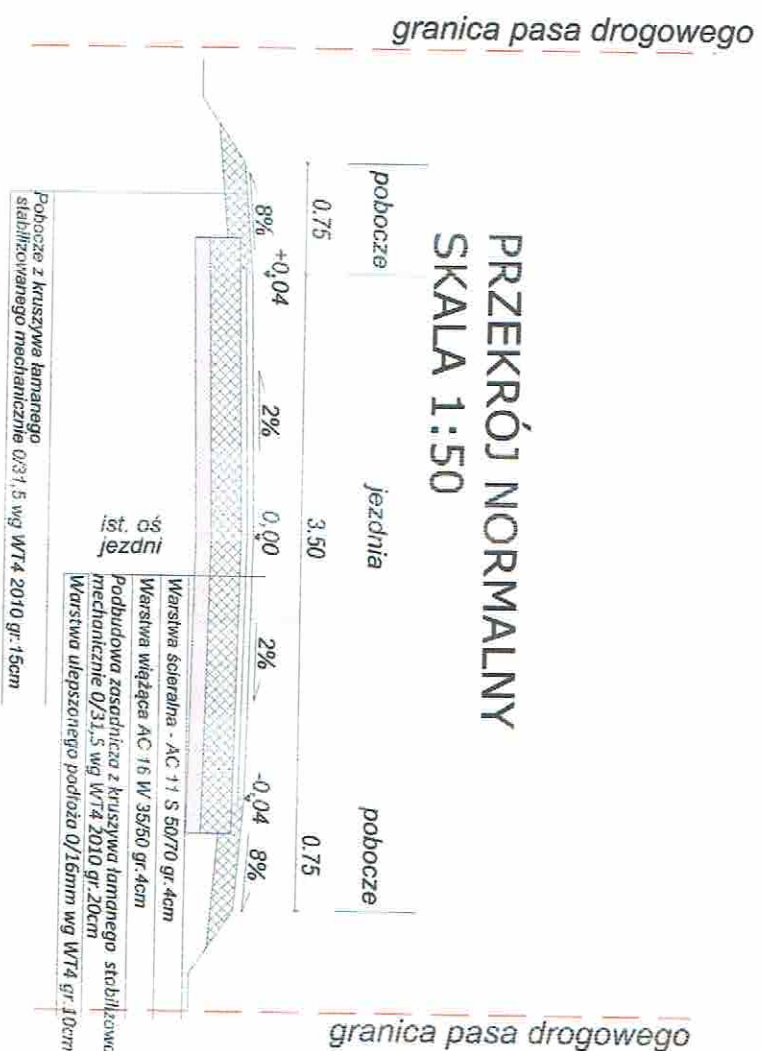 granica pasa drogowego
PRZEKRÓJ NORMALNY
SKALA 1:50
pobocze
jezdnia
pobocze
0.75
3.50
0.75
8%
+0,04
2%
0,00
2%
-0,04
8%
ist. oś
jezdni
Warstwa ścieralna - AC 11 S 50/70 gr.4cm
Warstwa wiążąca AC 16 W 35/50 gr.4cm
Podbudowa zasadnicza z kruszywa łamanego stabilizowa
mechanicznie 0/31,5 wg WT4 2010 gr.20cm
Warstwa ulepszonego podłoża 0/16mm wg WT4 gr.10cm
Pobocze z kruszywa łamanego
stabilizowanego mechanicznie 0/31,5 wg WT4 2010 gr.15cm
granica pasa drogowego